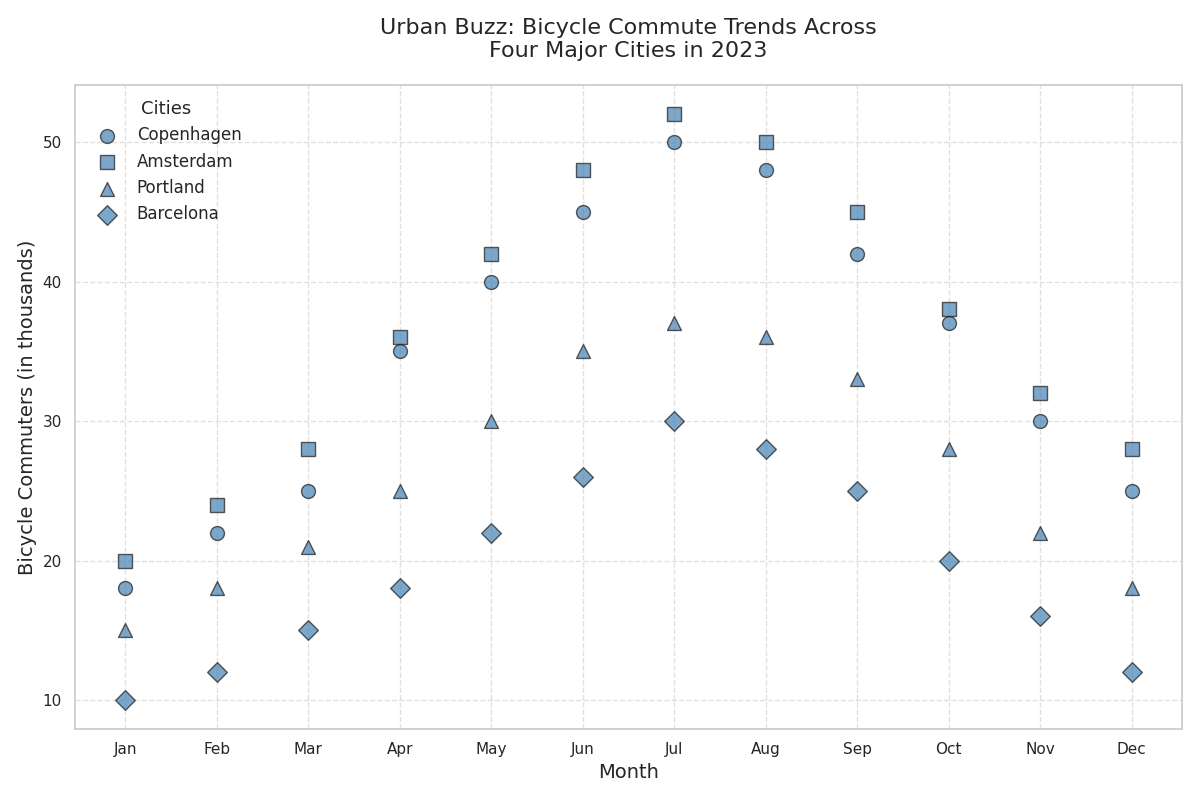 Urban Buzz: Bicycle Commute Trends Across
Four Major Cities in 2023
Cities
Copenhagen
Amsterdam
Portland
Barcelona
Bicycle Commuters (in thousands)
50
40
30
20
10
Jan Feb Mar Apr May Jun Jul Aug Sep Oct Nov Dec
Month